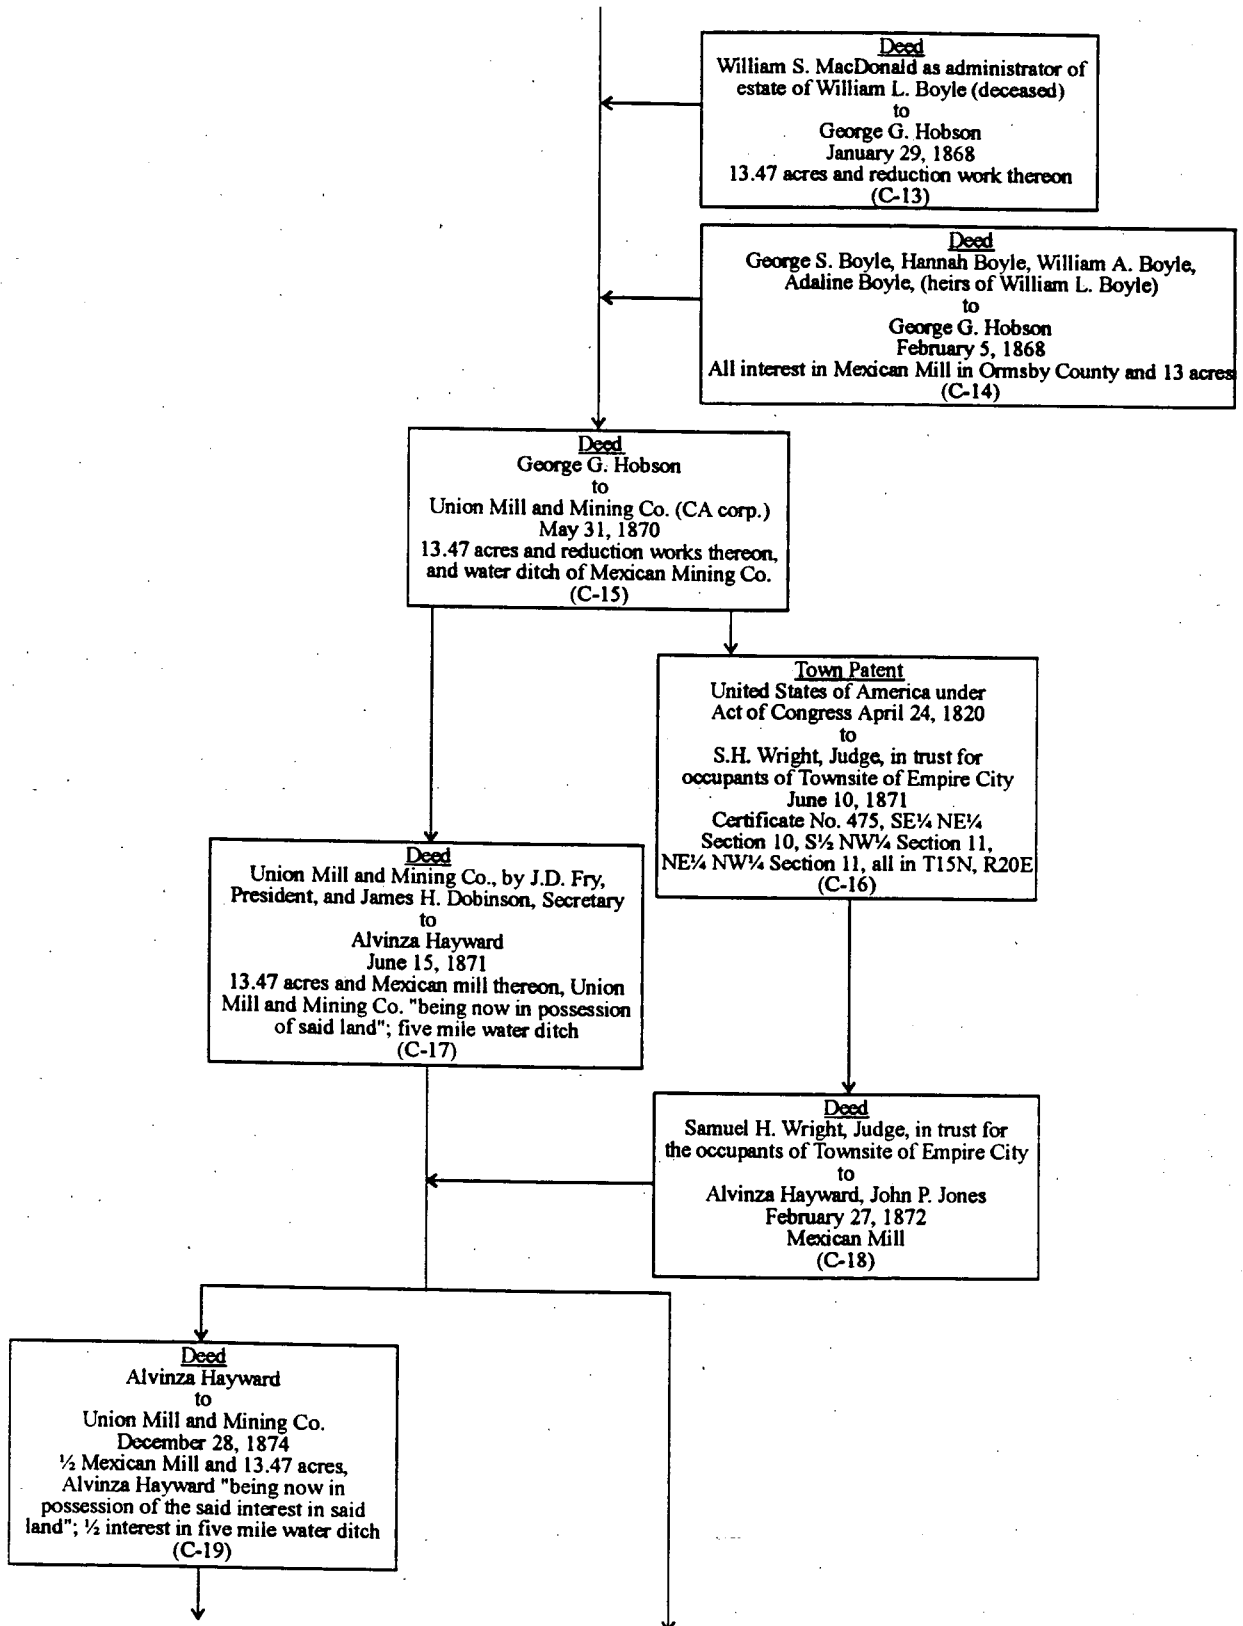 Deed
William S. MacDonald as administrator of
estate of William L. Boyle (deceased)
to
George G. Hobson
January 29, 1868
13.47 acres and reduction work thereon
(C-13)
Deed
George S. Boyle, Hannah Boyle, William A. Boyle,
Adaline Boyle, (heirs of William L. Boyle)
to
George G. Hobson
February 5, 1868
All interest in Mexican Mill in Ormsby County and 13 acres
(C-14)
Deed
George G. Hobson
to
Union Mill and Mining Co. (CA corp.)
May 31, 1870
13.47 acres and reduction works thereon,
and water ditch of Mexican Mining Co.
(C-15)
Town Patent
United States of America under
Act of Congress April 24, 1820
to
S.H. Wright, Judge, in trust for
occupants of Townsite of Empire City
June 10, 1871
Certificate No. 475, SE¼ NE¼
Section 10, S½ NW¼ Section 11,
NE¼ NW¼ Section 11, all in T15N, R20E
(C-16)
Deed
Union Mill and Mining Co., by J.D. Fry,
President, and James H. Dobinson, Secretary
to
Alvinza Hayward
June 15, 1871
13.47 acres and Mexican mill thereon, Union
Mill and Mining Co. "being now in possession
of said land"; five mile water ditch
(C-17)
Deed
Samuel H. Wright, Judge, in trust for
the occupants of Townsite of Empire City
to
Alvinza Hayward, John P. Jones
February 27, 1872
Mexican Mill
(C-18)
Deed
Alvinza Hayward
to
Union Mill and Mining Co.
December 28, 1874
½ Mexican Mill and 13.47 acres,
Alvinza Hayward "being now in
possession of the said interest in said
land"; ½ interest in five mile water ditch
(C-19)